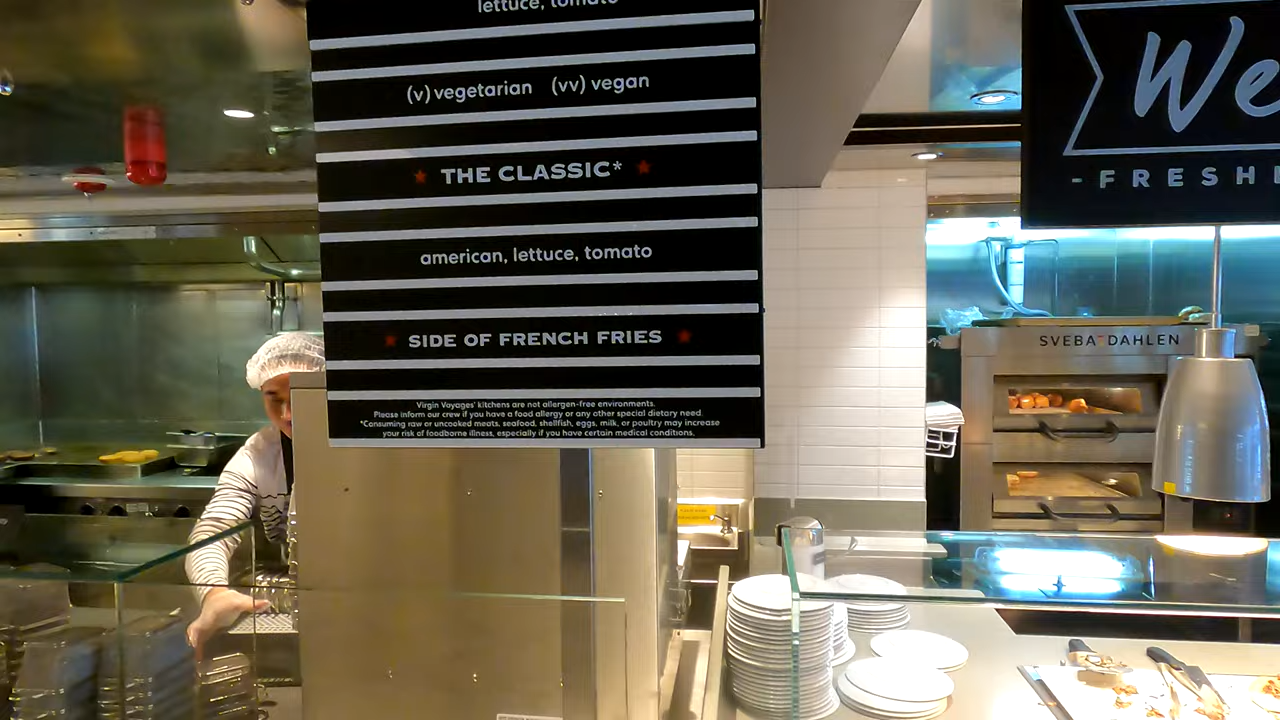 lettuce, tomato
(v) vegetarian (vv) vegan
THE CLASSIC*
american, lettuce, tomato
SIDE OF FRENCH FRIES
Virgin Voyages' kitchens are not allergen-free environments.
Please inform our crew if you have a food allergy or any other special dietary need.
*Consuming raw or uncooked meats, seafood, shellfish, eggs, milk, or poultry may increase
your risk of foodborne illness, especially if you have certain medical conditions.
We
- FRESH
SVEBA DAHLEN